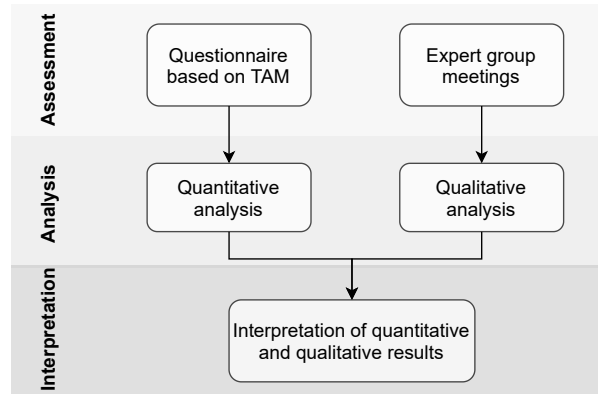 Assessment
Questionnaire
based on TAM
Expert group
meetings
Analysis
Quantitative
analysis
Qualitative
analysis
Interpretation
Interpretation of quantitative
and qualitative results